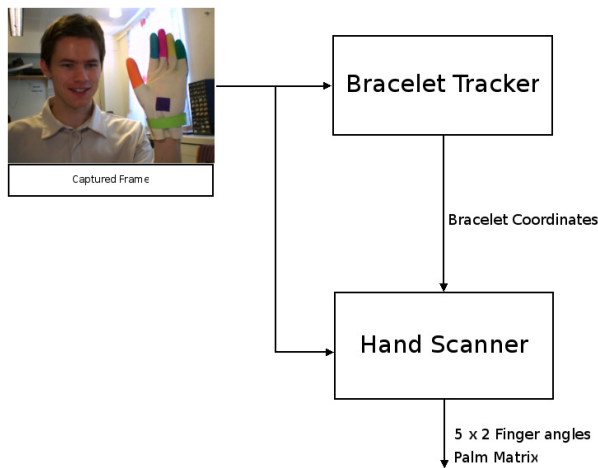 Captured Frame
Bracelet Tracker
Bracelet Coordinates
Hand Scanner
5 x 2 Finger angles
Palm Matrix